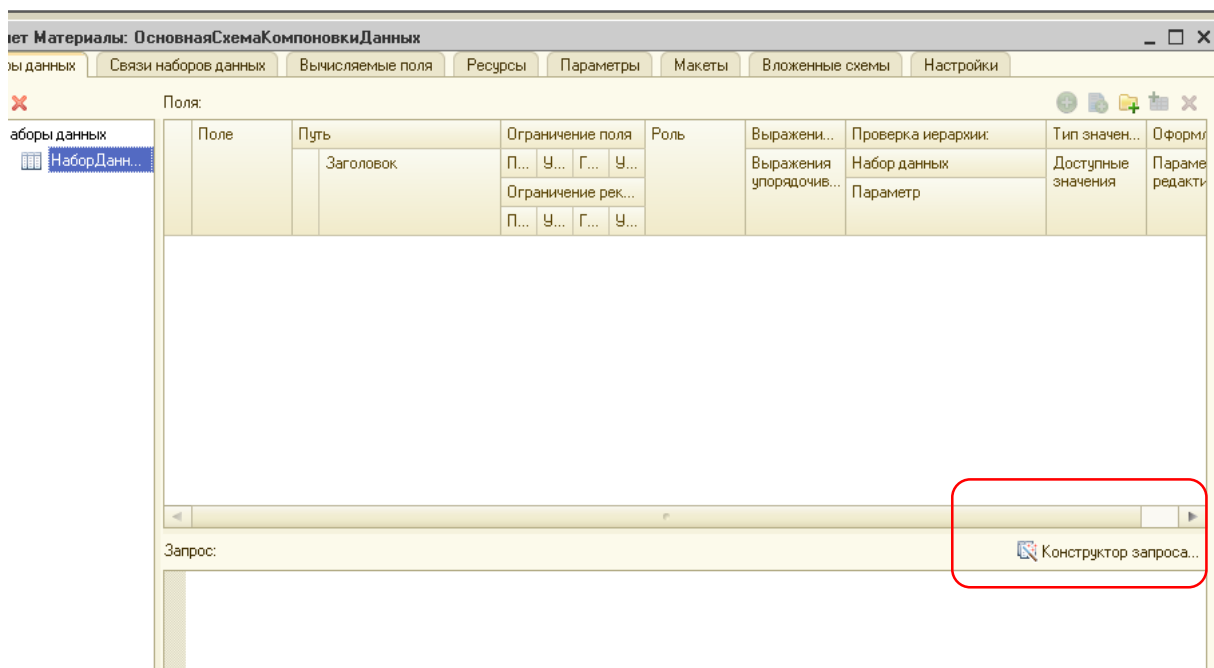 ет Материалы: ОсновнаяСхемаКомпоновкиДанных
ры данных Связи наборов данных Вычисляемые поля Ресурсы Параметры Макеты Вложенные схемы Настройки
Поля:
аборы данных
НаборДанн...
Поле Путь Ограничение поля Роль Выражени... Проверка иерархии: Тип значен... Оформл
Заголовок П... У... Г... У... Выражения упорядочив... Набор данных Доступные значения Параме редакти
Ограничение рек... Параметр
П... У... Г... У...
Запрос:
Конструктор запроса...